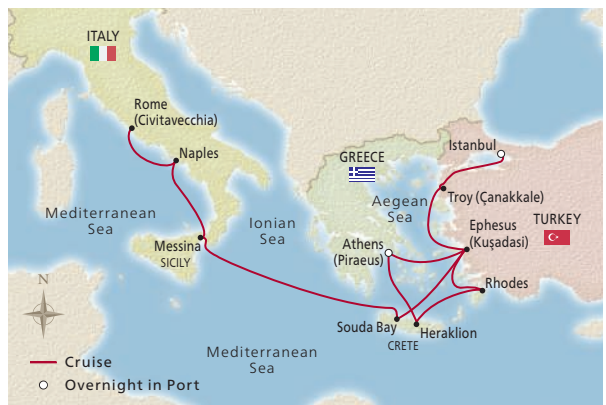 ITALY
Rome
(Civitavecchia)
Naples
Istanbul
GREECE
Troy (Çanakkale)
Aegean
Sea
Mediterranean
Sea
Ionian
Sea
Ephesus
(Kuşadasi)
TURKEY
Athens
(Piraeus)
Messina
SICILY
N
Rhodes
Souda Bay
Heraklion
CRETE
Mediterranean
Sea
Cruise
Overnight in Port